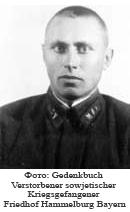 Фото: Gedenkbuch
Verstorbener sowjetischer
Kriegsgefangener
Friedhof Hammelburg Bayern